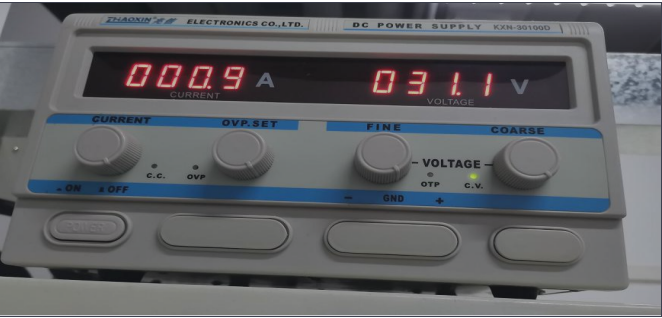 ZHAOXIN ELECTRONICS CO.,LTD.
DC POWER SUPPLY KXN-30100D
000.9 A
CURRENT
031.1 V
VOLTAGE
CURRENT
OVP.SET
FINE
COARSE
C.C.
OVP
VOLTAGE
OTP
C.V.
ON OFF
- GND +
POWER